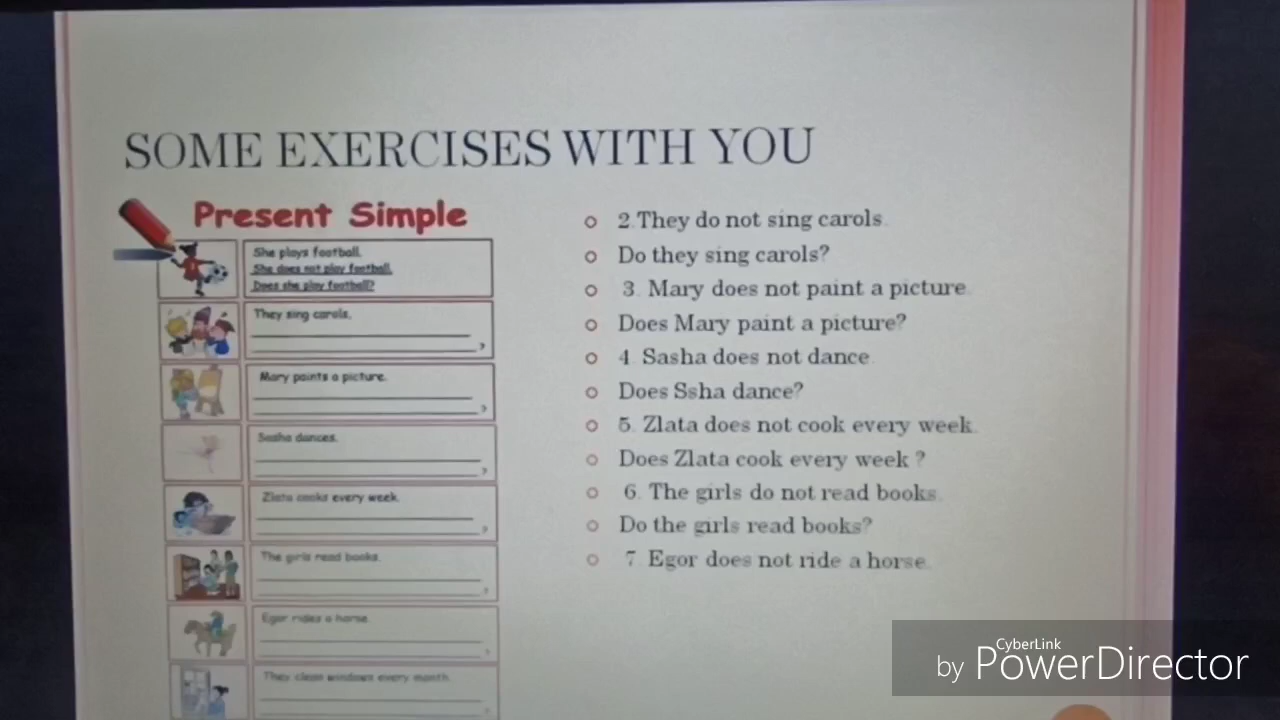 SOME EXERCISES WITH YOU
Present Simple
She plays football.
She does not play football.
Does she play football?
They sing carols.
?
Mary paints a picture.
?
Sasha dances.
?
Zlata cooks every week.
?
The girls read books.
?
Egor rides a horse.
?
They clean windows every month.
2.They do not sing carols.
Do they sing carols?
3. Mary does not paint a picture.
Does Mary paint a picture?
4. Sasha does not dance.
Does Ssha dance?
5. Zlata does not cook every week.
Does Zlata cook every week ?
6. The girls do not read books.
Do the girls read books?
7. Egor does not ride a horse.
CyberLink
by PowerDirector